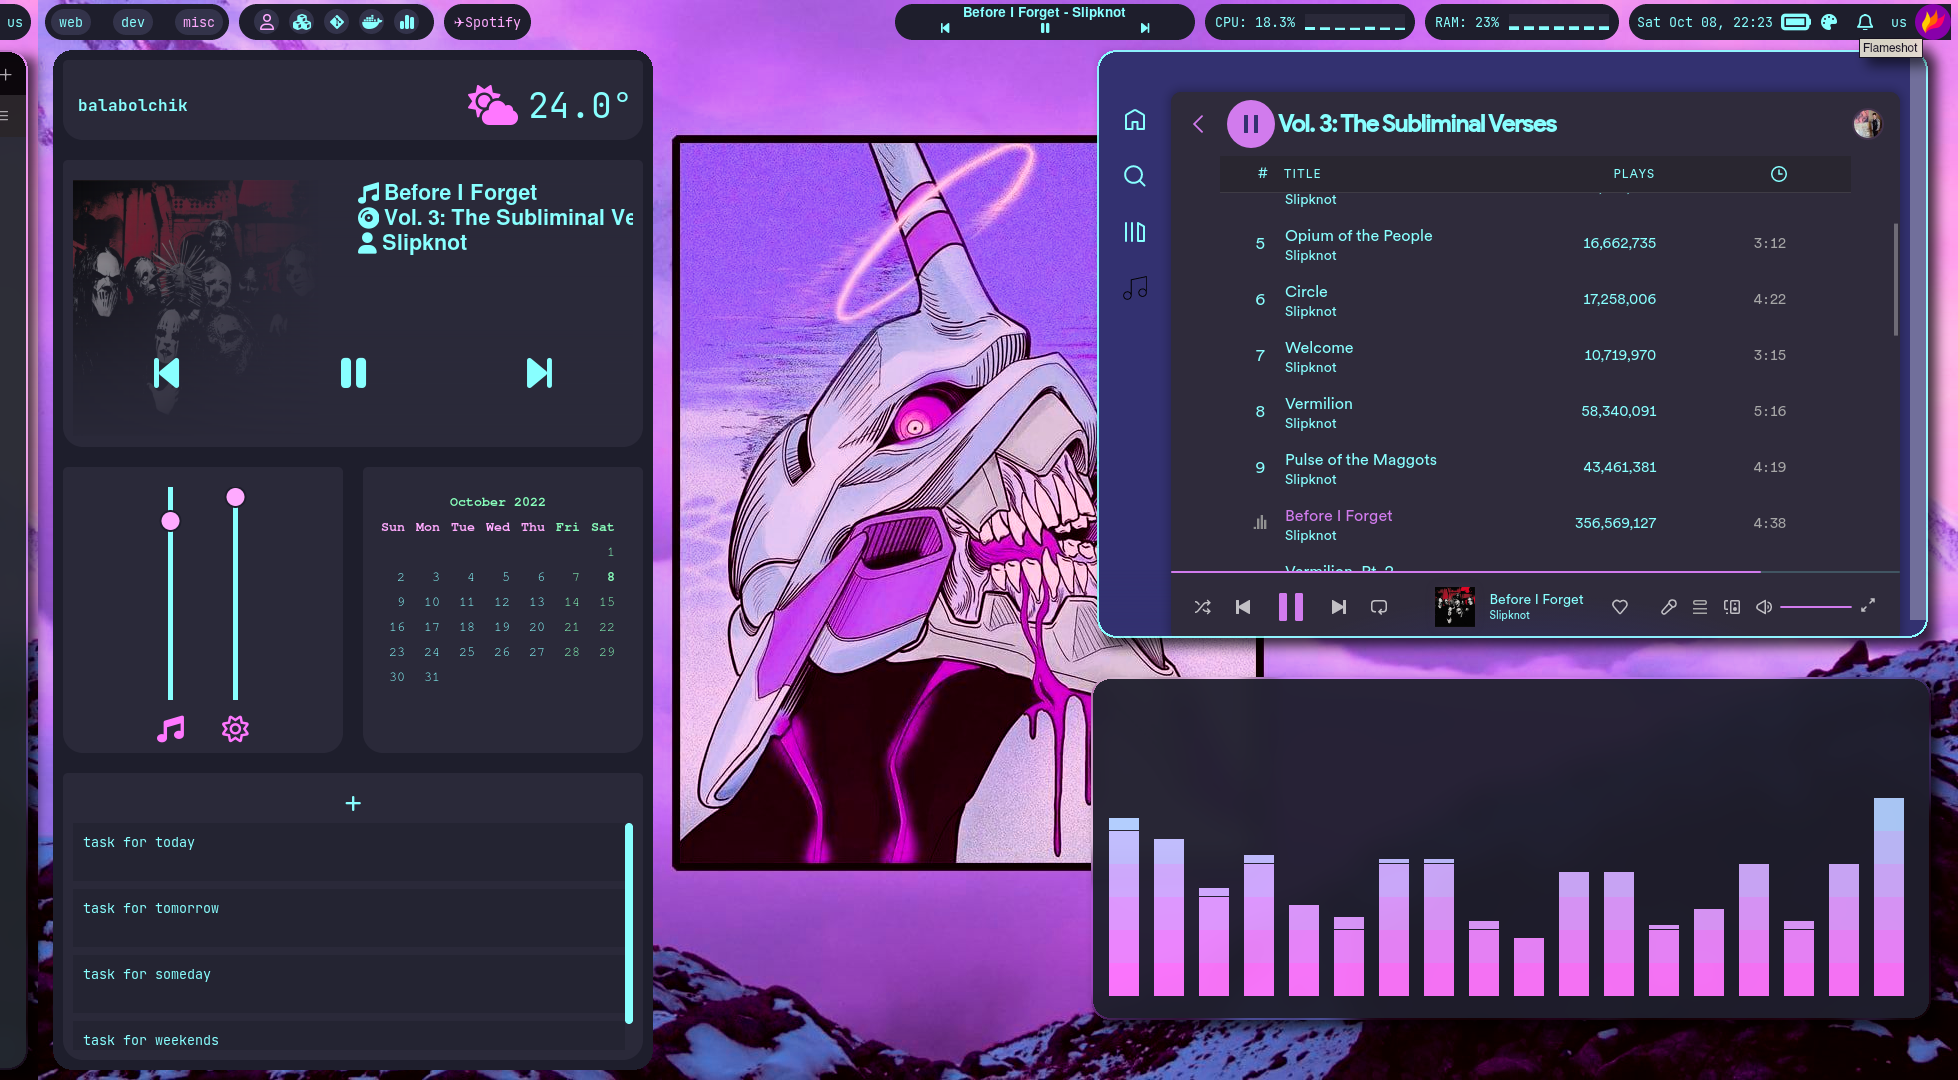 us
web dev misc
✈Spotify
Before I Forget - Slipknot
CPU: 18.3%
RAM: 23%
Sat Oct 08, 22:23
us
Flameshot
balabolchik
24.0°
Before I Forget
Vol. 3: The Subliminal Ve
Slipknot
October 2022
Sun Mon Tue Wed Thu Fri Sat
1
2 3 4 5 6 7 8
9 10 11 12 13 14 15
16 17 18 19 20 21 22
23 24 25 26 27 28 29
30 31
+
task for today
task for tomorrow
task for someday
task for weekends
Vol. 3: The Subliminal Verses
# TITLE PLAYS
Slipknot
5 Opium of the People 16,662,735 3:12
Slipknot
6 Circle 17,258,006 4:22
Slipknot
7 Welcome 10,719,970 3:15
Slipknot
8 Vermilion 58,340,091 5:16
Slipknot
9 Pulse of the Maggots 43,461,381 4:19
Slipknot
Before I Forget 356,569,127 4:38
Slipknot
Vermilion, Pt. 2
Before I Forget
Slipknot